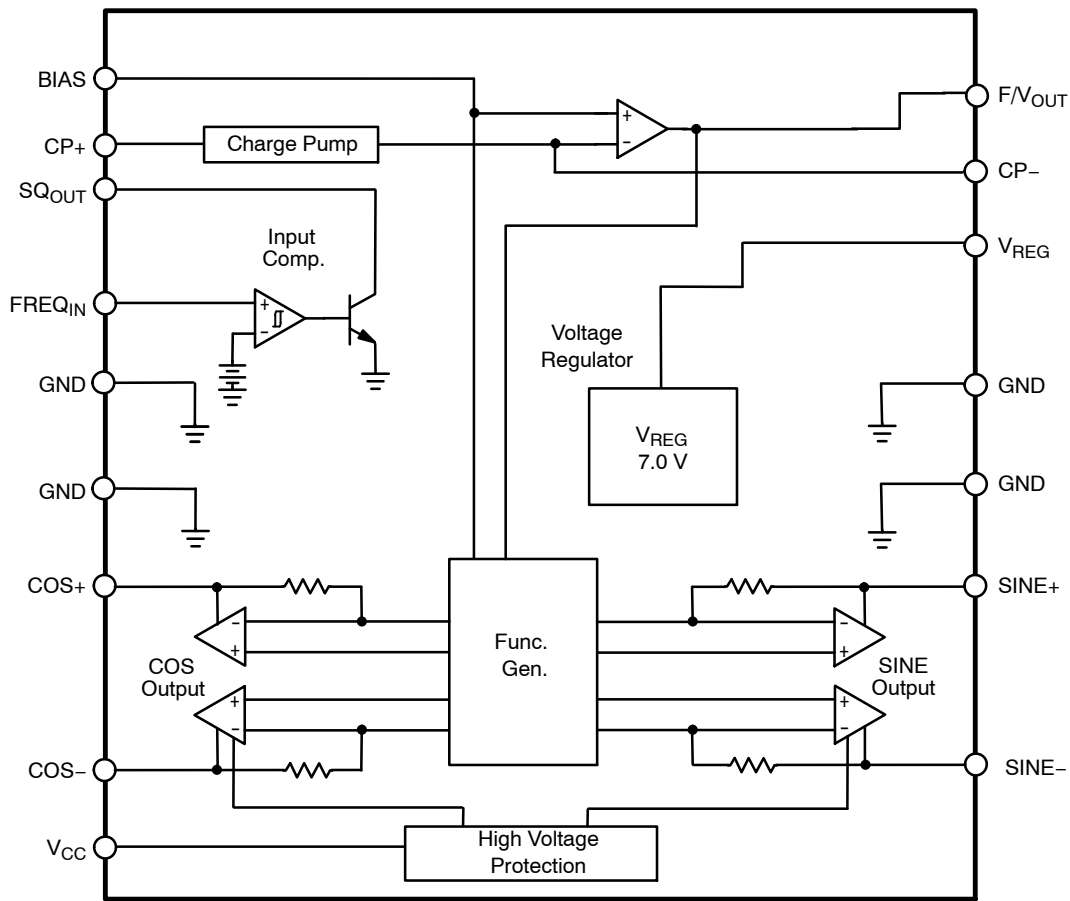 BIAS
CP+
SQOUT
FREQIN
GND
GND
COS+
COS−
VCC
Charge Pump
Input
Comp.
+
−
+
−
Voltage
Regulator
VREG
7.0 V
Func.
Gen.
−
+
COS
Output
+
−
−
+
SINE
Output
+
−
High Voltage
Protection
F/VOUT
CP−
VREG
GND
GND
SINE+
SINE−